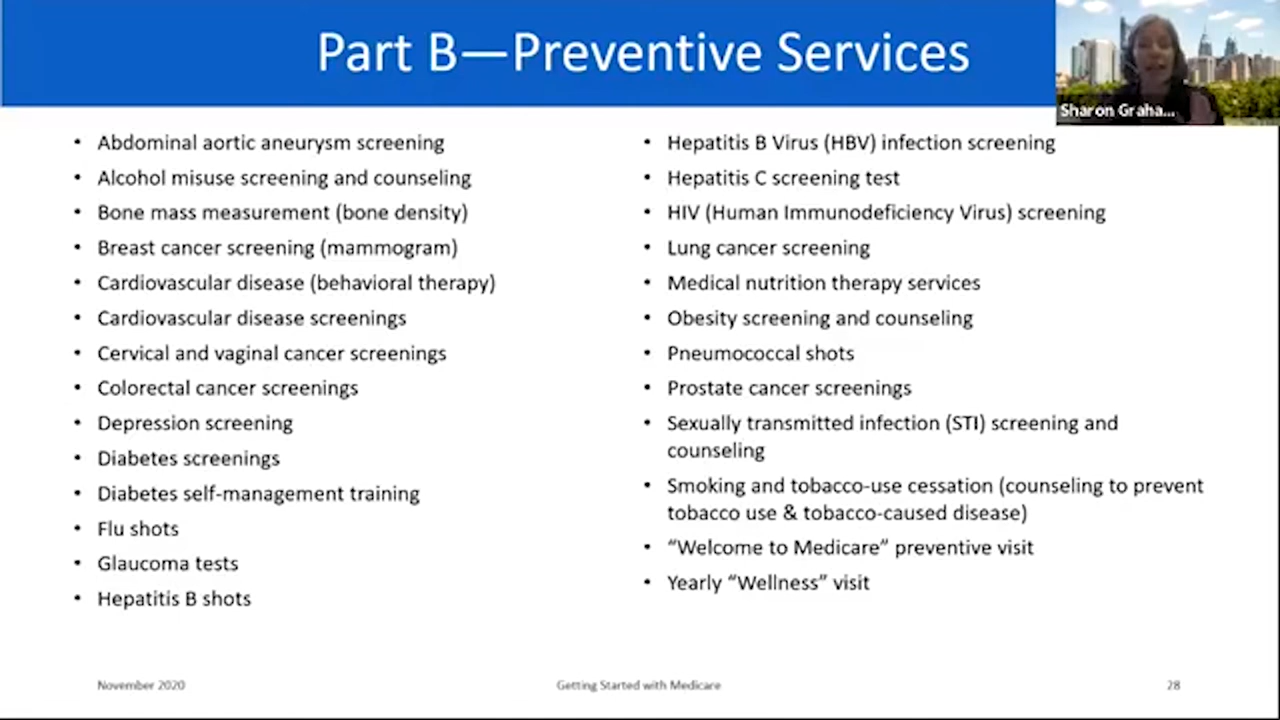 Part B—Preventive Services
Sharon Graha...
• Abdominal aortic aneurysm screening
• Alcohol misuse screening and counseling
• Bone mass measurement (bone density)
• Breast cancer screening (mammogram)
• Cardiovascular disease (behavioral therapy)
• Cardiovascular disease screenings
• Cervical and vaginal cancer screenings
• Colorectal cancer screenings
• Depression screening
• Diabetes screenings
• Diabetes self-management training
• Flu shots
• Glaucoma tests
• Hepatitis B shots
• Hepatitis B Virus (HBV) infection screening
• Hepatitis C screening test
• HIV (Human Immunodeficiency Virus) screening
• Lung cancer screening
• Medical nutrition therapy services
• Obesity screening and counseling
• Pneumococcal shots
• Prostate cancer screenings
• Sexually transmitted infection (STI) screening and
counseling
• Smoking and tobacco-use cessation (counseling to prevent
tobacco use & tobacco-caused disease)
• “Welcome to Medicare” preventive visit
• Yearly “Wellness” visit
November 2020
Getting Started with Medicare
28